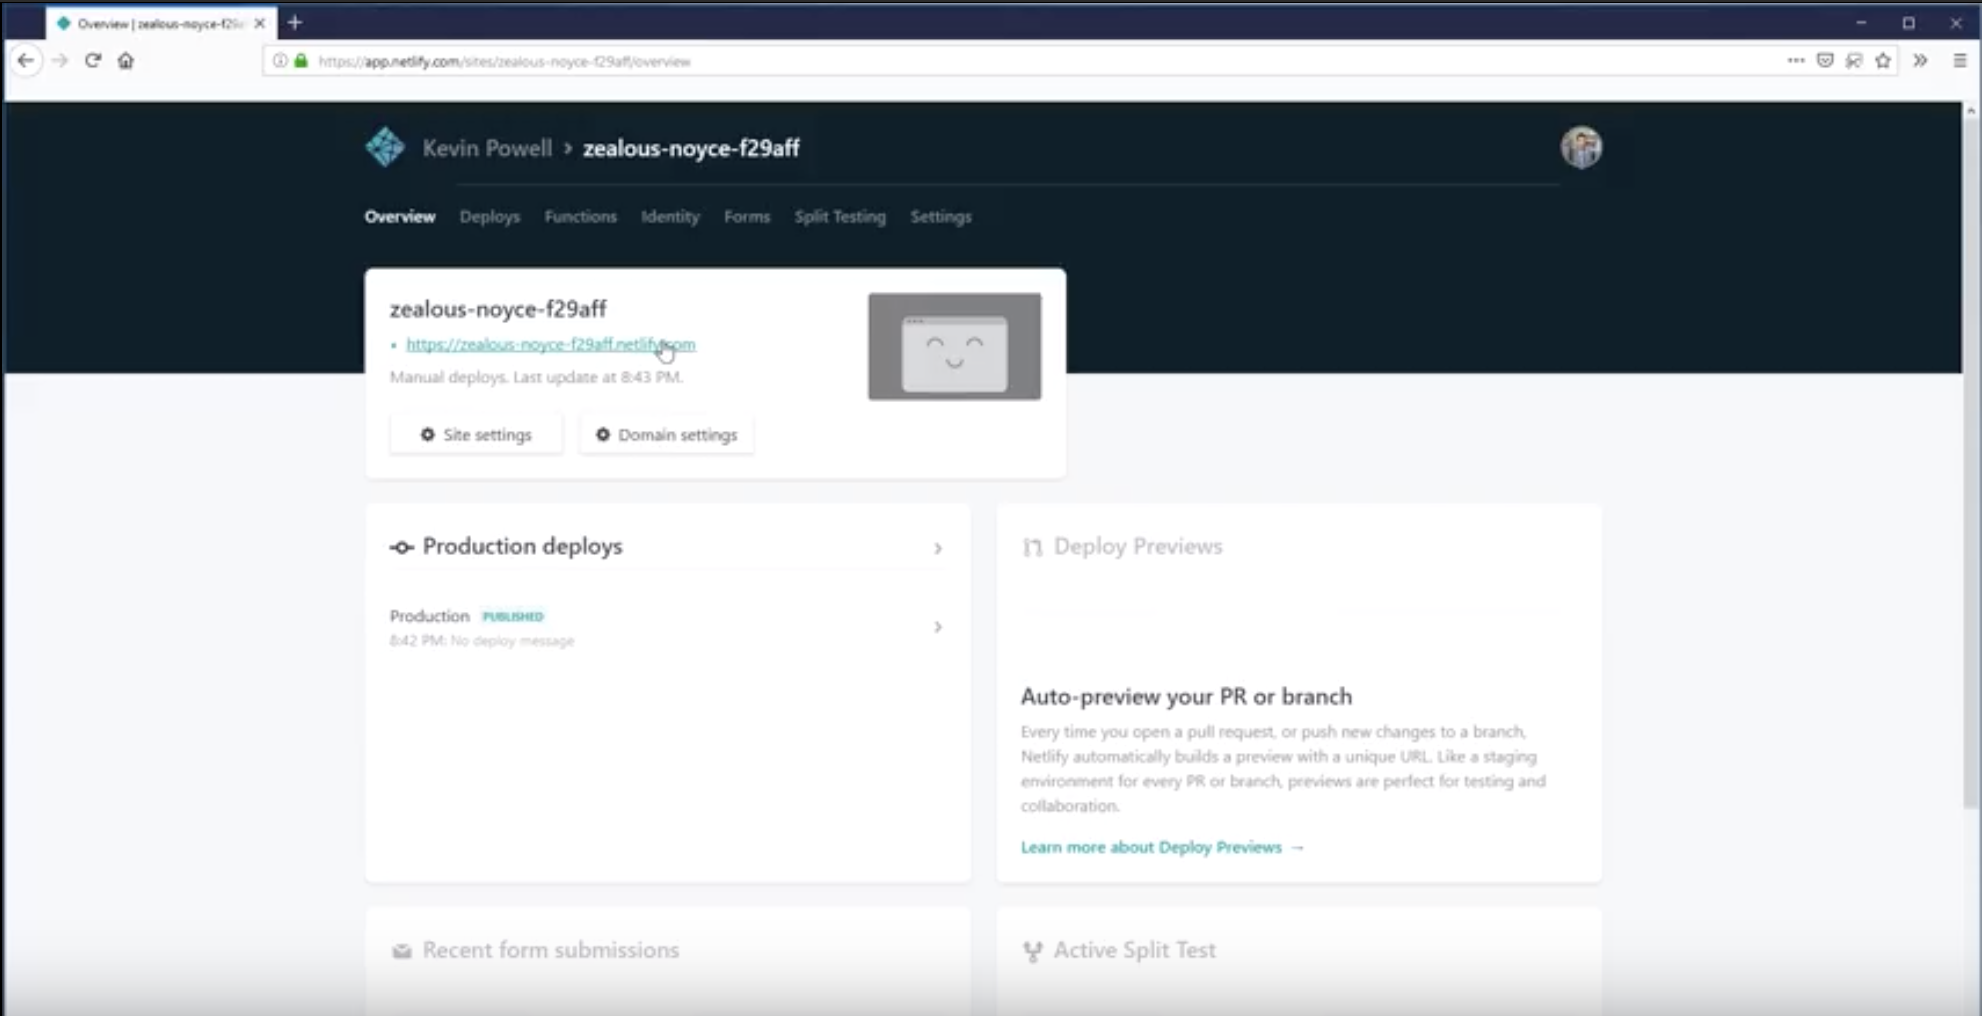 Overview | zealous-noyce-f29a
https://app.netlify.com/sites/zealous-noyce-f29aff/overview
Kevin Powell › zealous-noyce-f29aff
Overview Deploys Functions Identity Forms Split Testing Settings
zealous-noyce-f29aff
https://zealous-noyce-f29aff.netlify.com
Manual deploys. Last update at 8:43 PM.
Site settings Domain settings
Production deploys
Production PUBLISHED
8:42 PM: No deploy message
Deploy Previews
Auto-preview your PR or branch
Every time you open a pull request, or push new changes to a branch,
Netlify automatically builds a preview with a unique URL. Like a staging
environment for every PR or branch, previews are perfect for testing and
collaboration.
Learn more about Deploy Previews →
Recent form submissions
Active Split Test